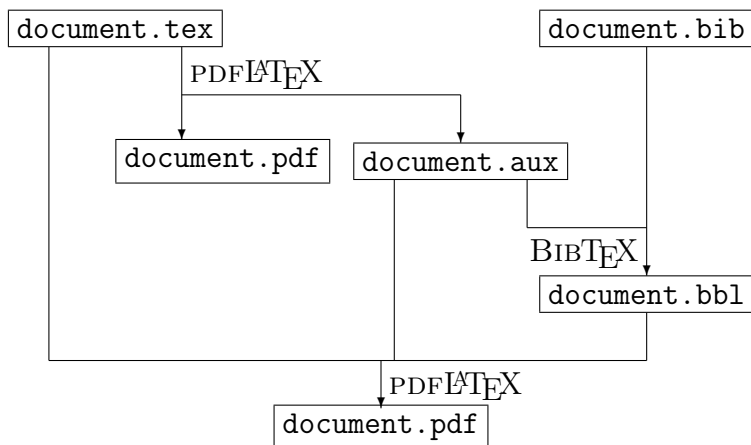 document.tex
document.bib
PDFLATEX
document.pdf
document.aux
BIBTEX
document.bbl
PDFLATEX
document.pdf